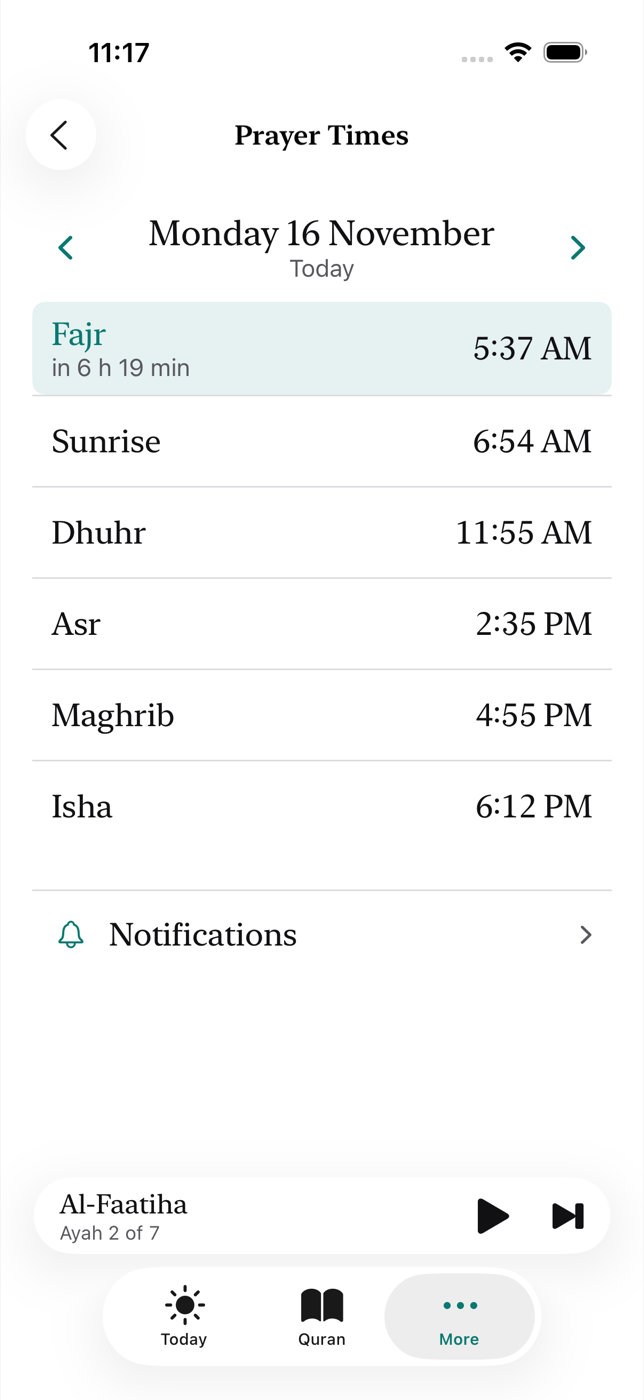 11:17
Prayer Times
Monday 16 November
Today
Fajr
in 6 h 19 min
5:37 AM
Sunrise
6:54 AM
Dhuhr
11:55 AM
Asr
2:35 PM
Maghrib
4:55 PM
Isha
6:12 PM
Notifications
Al-Faatiha
Ayah 2 of 7
Today
Quran
More